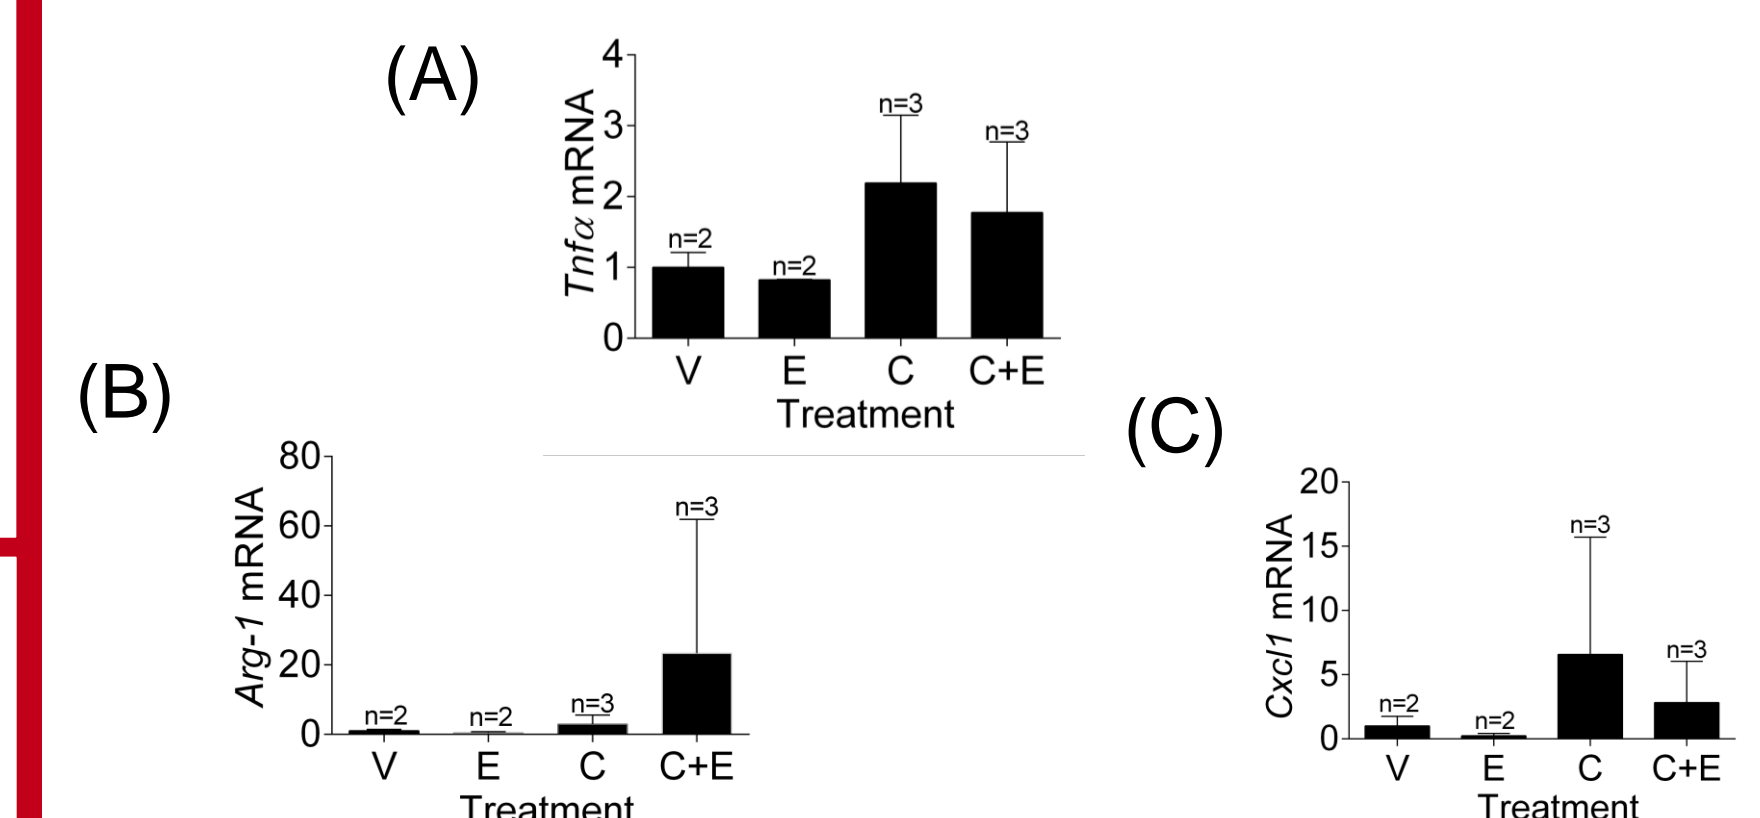 (A)
4
3
2
1
0
Tnfα mRNA
n=2
n=2
n=3
n=3
V E C C+E
Treatment
(B)
80
60
40
20
0
Arg-1 mRNA
n=2
n=2
n=3
n=3
V E C C+E
Treatment
(C)
20
15
10
5
0
Cxcl1 mRNA
n=2
n=2
n=3
n=3
V E C C+E
Treatment